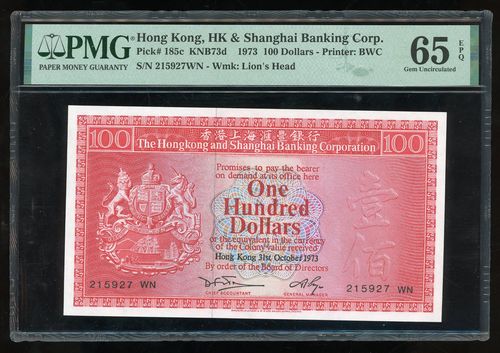 PMG
PAPER MONEY GUARANTY
Hong Kong, HK & Shanghai Banking Corp.
Pick# 185c KNB73d 1973 100 Dollars - Printer: BWC
S/N 215927WN - Wmk: Lion's Head
65 EPQ
Gem Uncirculated
100
香港上海滙豐銀行
100
The Hongkong and Shanghai Banking Corporation
Promises to pay the bearer
on demand at its office here
One
Hundred
Dollars
or the equivalent in the currency
of the Colony value received
Hong Kong 31st October 1973
By order of the Board of Directors
壹佰
215927 WN
CHIEF ACCOUNTANT
GENERAL MANAGER
215927 WN